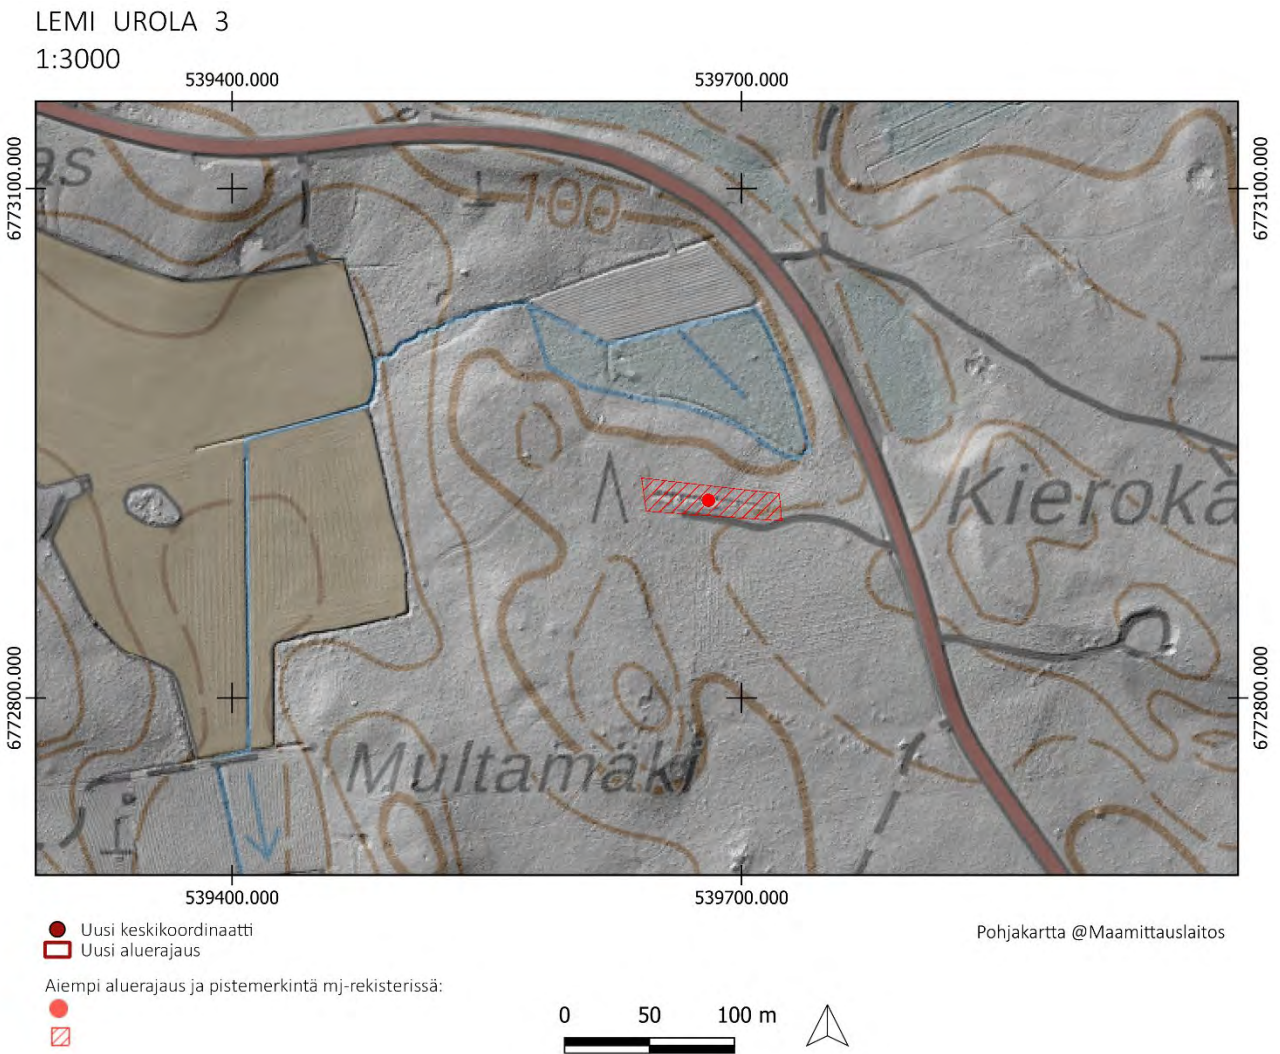 LEMI UROLA 3
1:3000
539400.000
539700.000
6773100.000
6773100.000
as
100
Kierokä
6772800.000
6772800.000
Multamäki
539400.000
539700.000
Uusi keskikoordinaatti
Uusi aluerajaus
Pohjakartta @Maamittauslaitos
Aiempi aluerajaus ja pistemerkintä mj-rekisterissä:
0 50 100 m